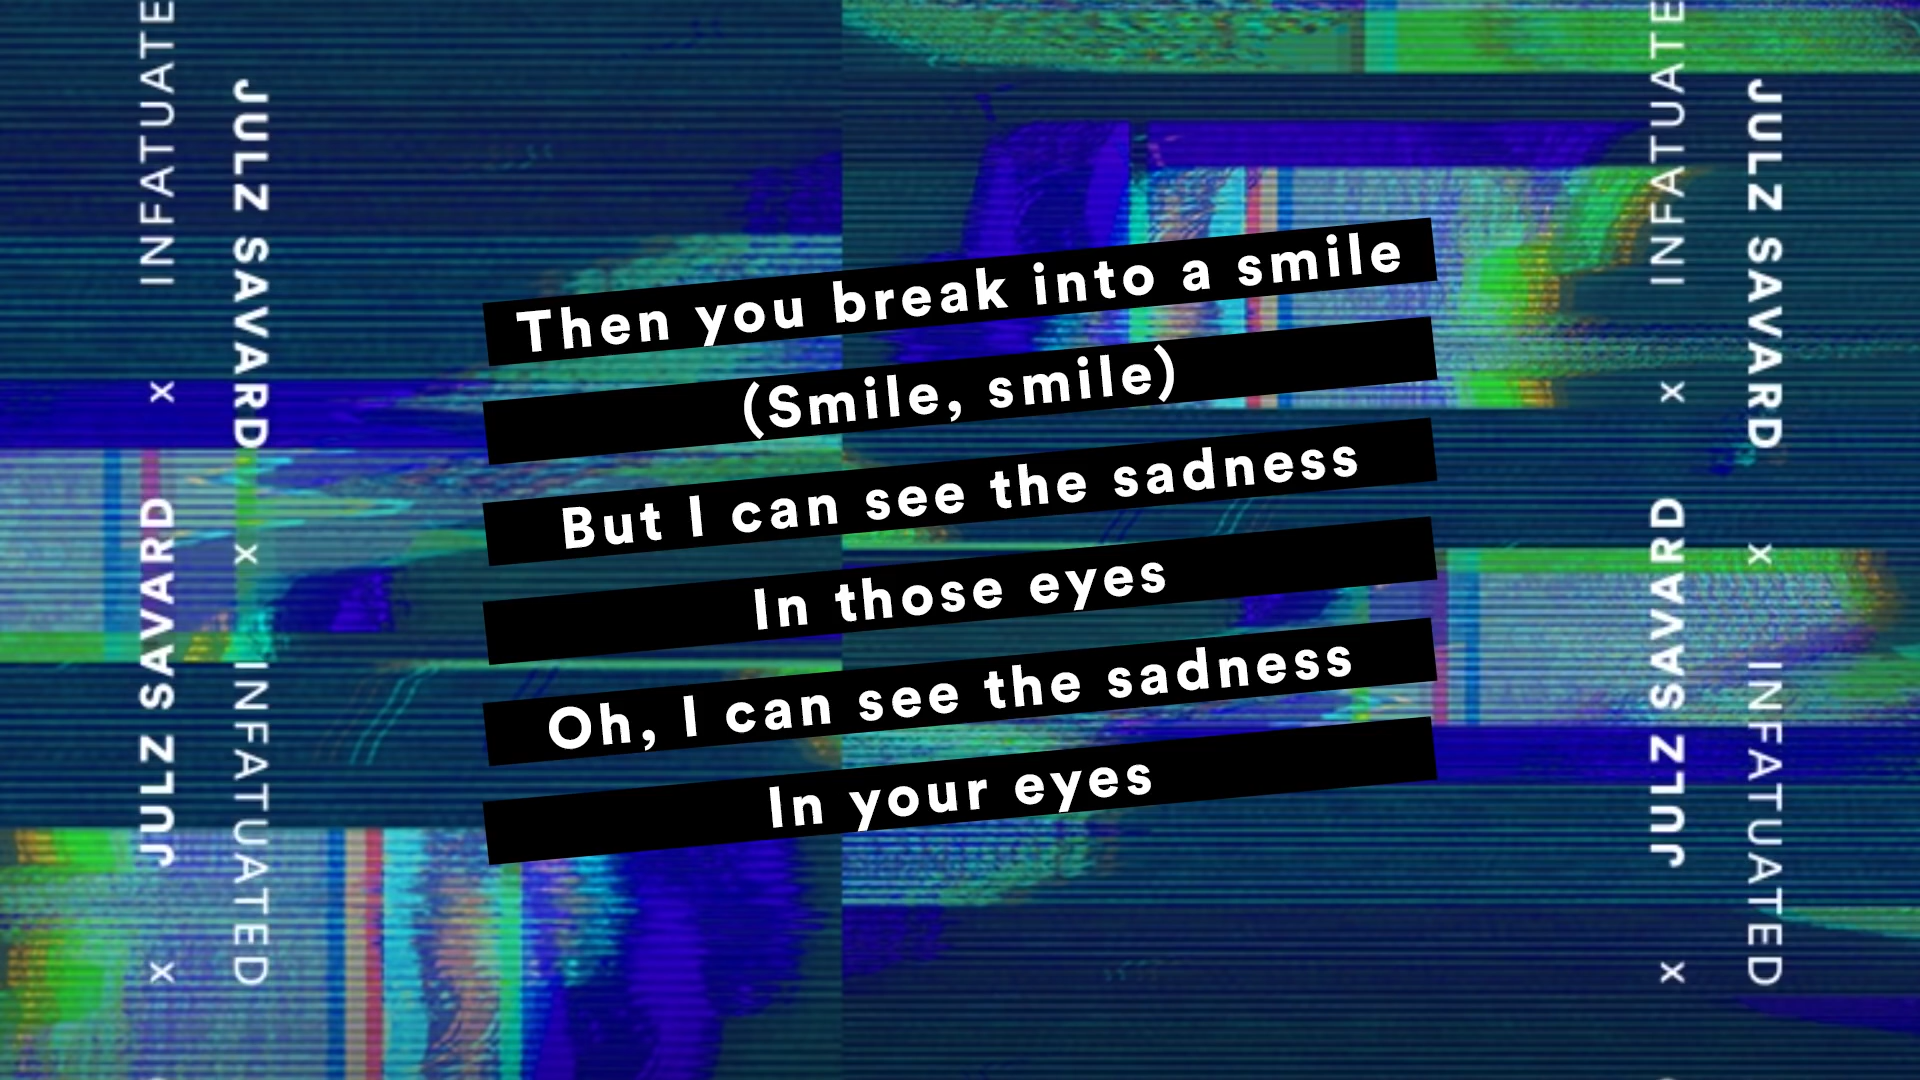 INFATUATE
x
JULZ SAVARD
x
JULZ SAVARD
x
INFATUATED
Then you break into a smile
(Smile, smile)
But I can see the sadness
In those eyes
Oh, I can see the sadness
In your eyes
INFATUATE
x
JULZ SAVARD
x
JULZ SAVARD
x
INFATUATED